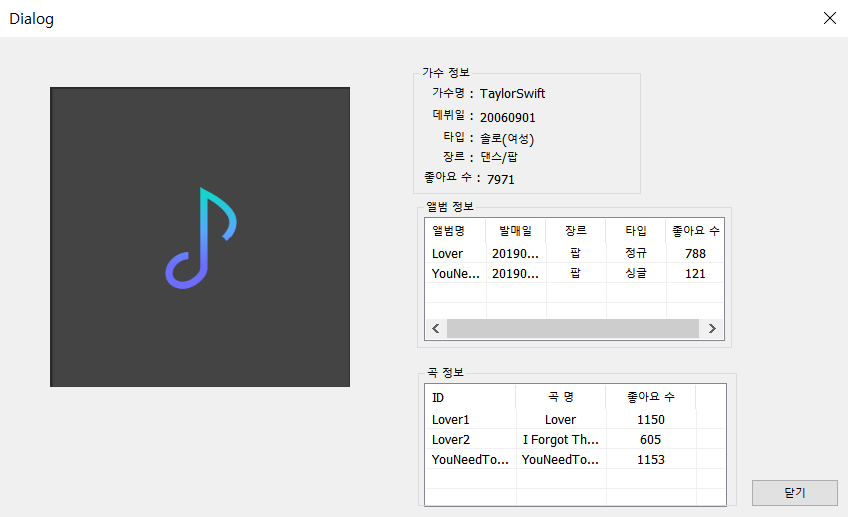 Dialog
가수 정보
가수명 : TaylorSwift
데뷔일 : 20060901
타입 : 솔로(여성)
장르 : 댄스/팝
좋아요 수 : 7971
앨범 정보
앨범명 발매일 장르 타입 좋아요 수
Lover 20190... 팝 정규 788
YouNe... 20190... 팝 싱글 121
곡 정보
ID 곡 명 좋아요 수
Lover1 Lover 1150
Lover2 I Forgot Th... 605
YouNeedTo... YouNeedTo... 1153
닫기